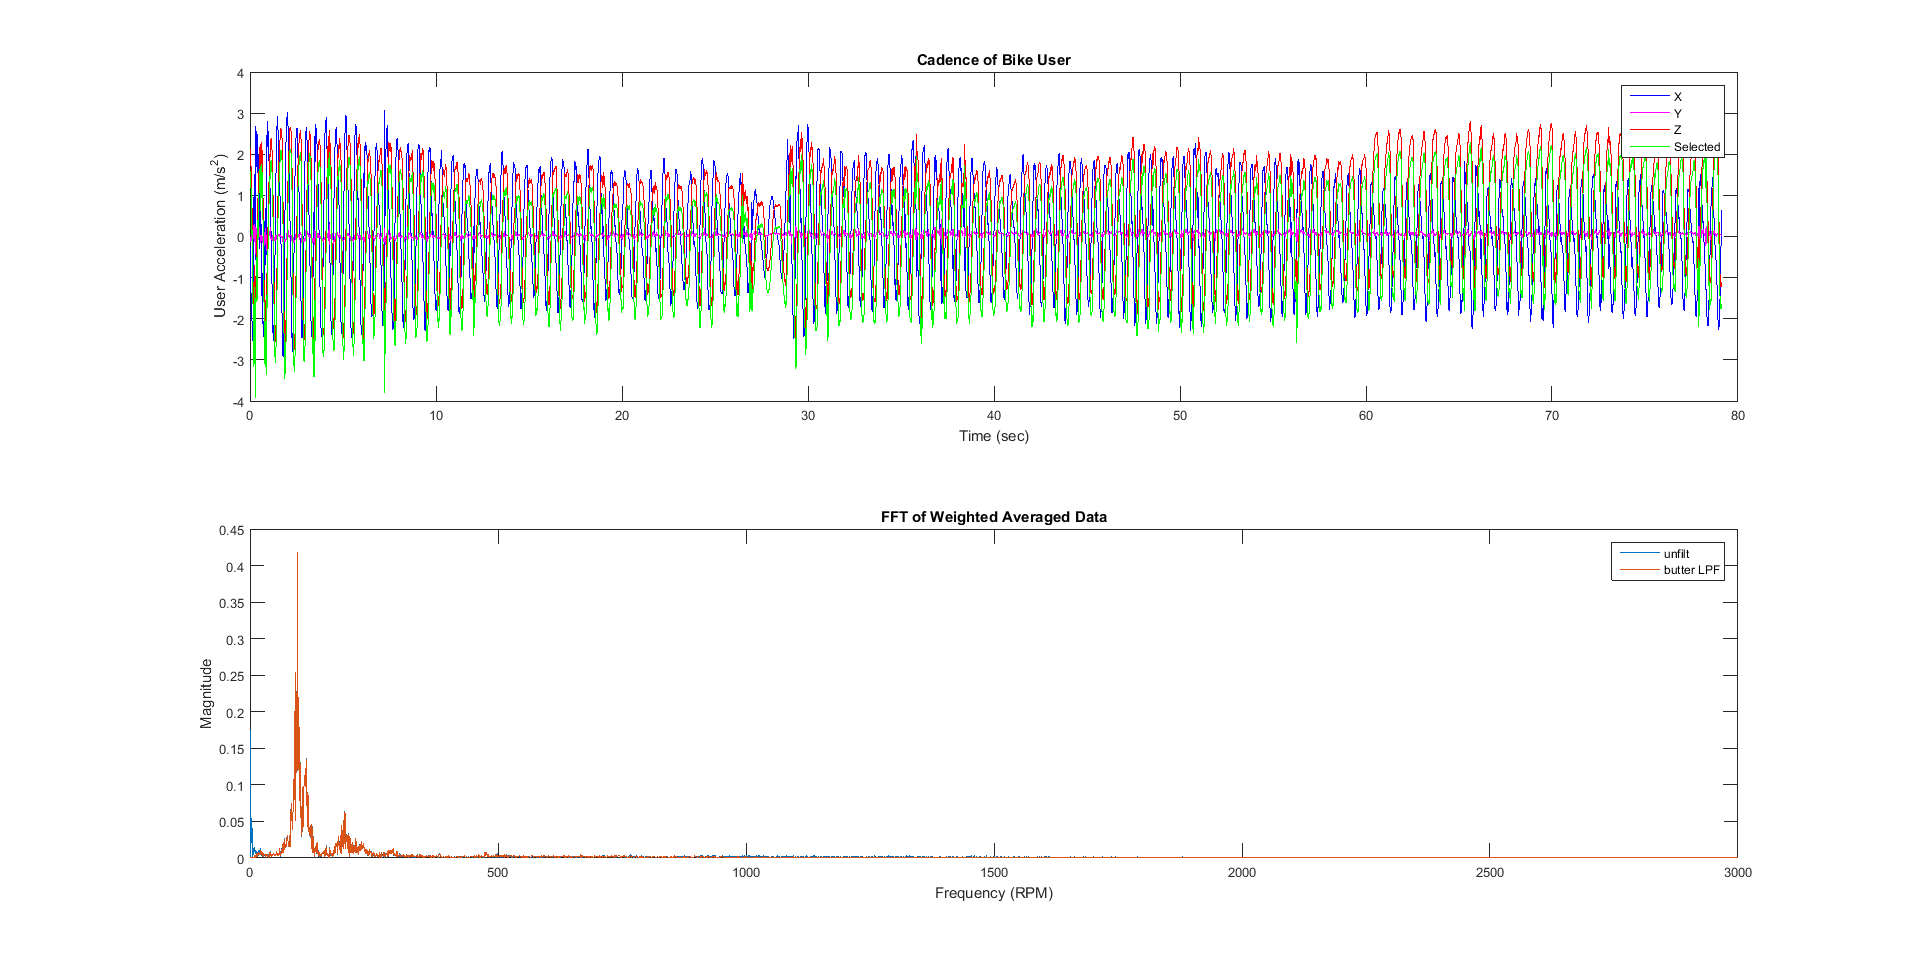 Cadence of Bike User
4
3
2
1
0
-1
-2
-3
-4
User Acceleration (m/s²)
X
Y
Z
Selected
0 10 20 30 40 50 60 70 80
Time (sec)
FFT of Weighted Averaged Data
0.45
0.4
0.35
0.3
0.25
0.2
0.15
0.1
0.05
0
Magnitude
unfilt
butter LPF
0 500 1000 1500 2000 2500 3000
Frequency (RPM)